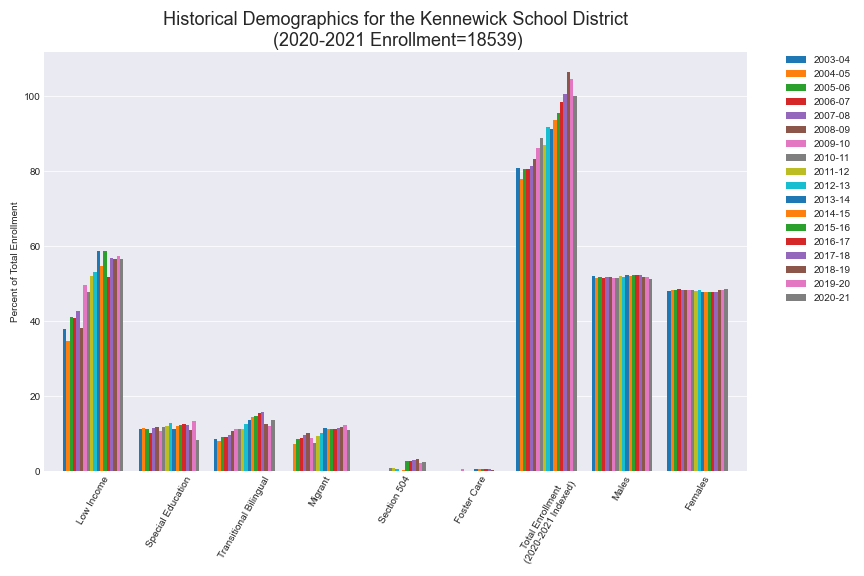 Historical Demographics for the Kennewick School District
(2020-2021 Enrollment=18539)
Percent of Total Enrollment
100
80
60
40
20
0
Low Income
Special Education
Transitional Bilingual
Migrant
Section 504
Foster Care
Total Enrollment
(2020-2021 Indexed)
Males
Females
2003-04
2004-05
2005-06
2006-07
2007-08
2008-09
2009-10
2010-11
2011-12
2012-13
2013-14
2014-15
2015-16
2016-17
2017-18
2018-19
2019-20
2020-21